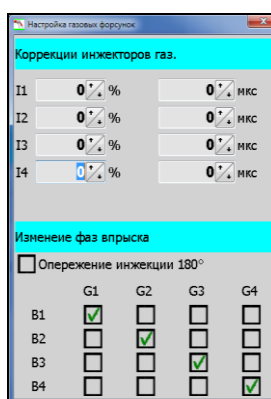 Настройка газовых форсунок
Коррекции инжекторов газ.
I1 0 % 0 мкс
I2 0 % 0 мкс
I3 0 % 0 мкс
I4 0 % 0 мкс
Изменеие фаз впрыска
Опережение инжекции 180°
G1 G2 G3 G4
B1
B2
B3
B4